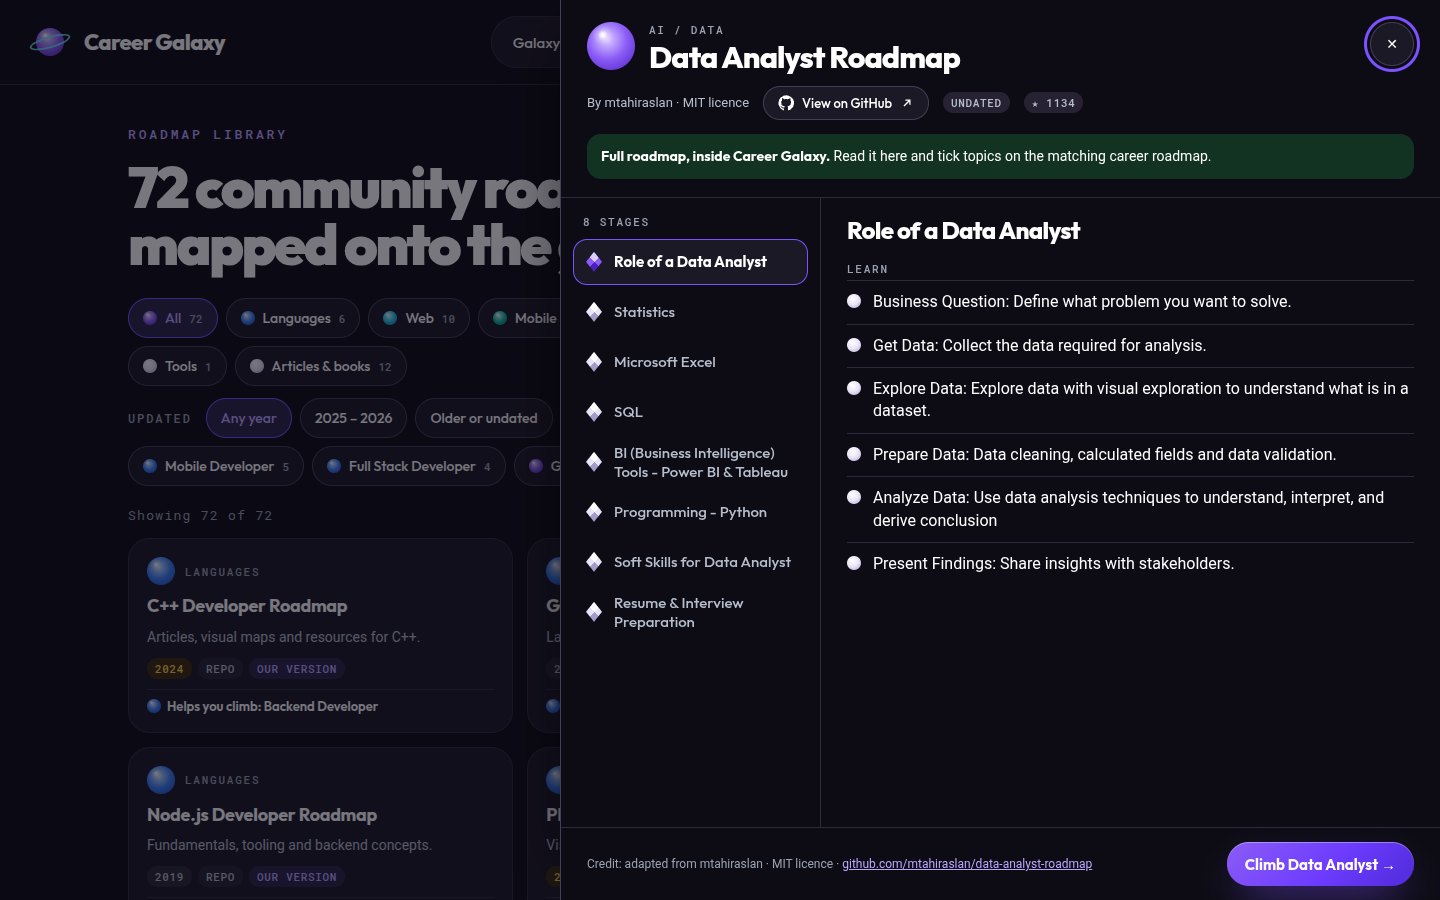 Career Galaxy
Galaxy
ROADMAP LIBRARY
72 community
mapped onto the
All 72
Languages 6
Web 10
Mobile
Tools 1
Articles & books 12
UPDATED
Any year
2025 – 2026
Older or undated
Mobile Developer 5
Full Stack Developer 4
Showing 72 of 72
LANGUAGES
C++ Developer Roadmap
Articles, visual maps and resources for C++.
2024 REPO OUR VERSION
Helps you climb: Backend Developer
LANGUAGES
Node.js Developer Roadmap
Fundamentals, tooling and backend concepts.
2019 REPO OUR VERSION
AI / DATA
Data Analyst Roadmap
×
By mtahiraslan · MIT licence
View on GitHub ↗
UNDATED
★ 1134
Full roadmap, inside Career Galaxy. Read it here and tick topics on the matching career roadmap.
8 STAGES
Role of a Data Analyst
Statistics
Microsoft Excel
SQL
BI (Business Intelligence)
Tools - Power BI & Tableau
Programming - Python
Soft Skills for Data Analyst
Resume & Interview
Preparation
Role of a Data Analyst
LEARN
Business Question: Define what problem you want to solve.
Get Data: Collect the data required for analysis.
Explore Data: Explore data with visual exploration to understand what is in a
dataset.
Prepare Data: Data cleaning, calculated fields and data validation.
Analyze Data: Use data analysis techniques to understand, interpret, and
derive conclusion
Present Findings: Share insights with stakeholders.
Credit: adapted from mtahiraslan · MIT licence · github.com/mtahiraslan/data-analyst-roadmap
Climb Data Analyst →